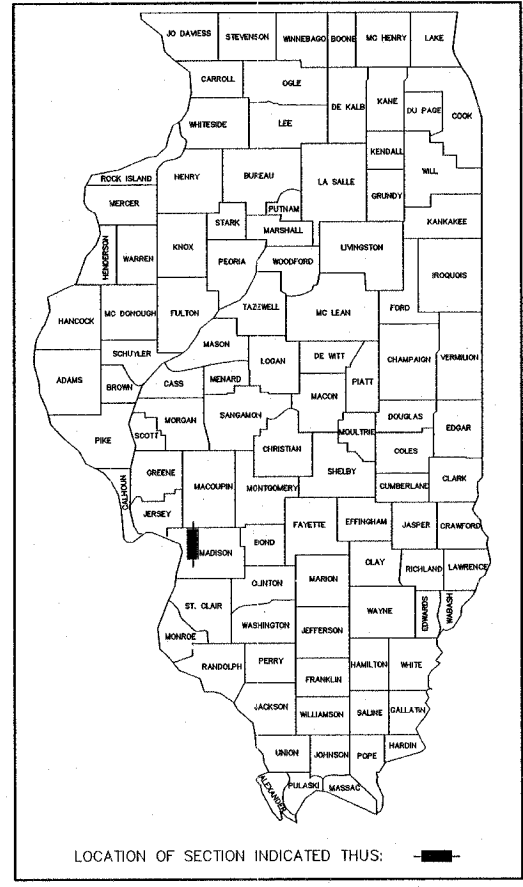 JO DAVIESS
STEVENSON
WINNEBAGO
BOONE
MC HENRY
LAKE
CARROLL
OGLE
DE KALB
KANE
DU PAGE
COOK
WHITESIDE
LEE
KENDALL
WILL
ROCK ISLAND
HENRY
BUREAU
LA SALLE
GRUNDY
MERCER
PUTNAM
STARK
MARSHALL
KANKAKEE
HENDERSON
WARREN
KNOX
PEORIA
WOODFORD
LIVINGSTON
IROQUOIS
HANCOCK
MC DONOUGH
FULTON
TAZEWELL
MC LEAN
FORD
MASON
SCHUYLER
LOGAN
DE WITT
CHAMPAIGN
VERMILION
ADAMS
BROWN
CASS
MENARD
MACON
PIATT
PIKE
SCOTT
MORGAN
SANGAMON
CHRISTIAN
MOULTRIE
DOUGLAS
EDGAR
COLES
CALHOUN
GREENE
MACOUPIN
MONTGOMERY
SHELBY
CUMBERLAND
CLARK
JERSEY
FAYETTE
EFFINGHAM
JASPER
CRAWFORD
MADISON
BOND
CLAY
RICHLAND
LAWRENCE
CLINTON
MARION
ST. CLAIR
WAYNE
EDWARDS
WABASH
MONROE
WASHINGTON
JEFFERSON
RANDOLPH
PERRY
HAMILTON
WHITE
FRANKLIN
JACKSON
WILLIAMSON
SALINE
GALLATIN
UNION
JOHNSON
POPE
HARDIN
ALEXANDER
PULASKI
MASSAC
LOCATION OF SECTION INDICATED THUS: